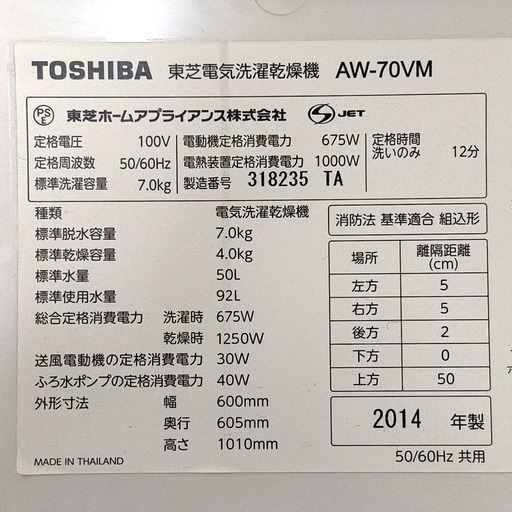 TOSHIBA 東芝電気洗濯乾燥機 AW-70VM
PS
E
東芝ホームアプライアンス株式会社
S JET
定格電圧 100V
定格周波数 50/60Hz
標準洗濯容量 7.0kg
電動機定格消費電力 675W
電熱装置定格消費電力 1000W
製造番号 318235 TA
定格時間
洗いのみ 12分
種類 電気洗濯乾燥機
標準脱水容量 7.0kg
標準乾燥容量 4.0kg
標準水量 50L
標準使用水量 92L
総合定格消費電力 洗濯時 675W
乾燥時 1250W
送風電動機の定格消費電力 30W
ふろ水ポンプの定格消費電力 40W
外形寸法 幅 600mm
奥行 605mm
高さ 1010mm
MADE IN THAILAND
消防法 基準適合 組込形
場所 離隔距離
(cm)
左方 5
右方 5
後方 2
下方 0
上方 50
2014 年製
50/60Hz 共用